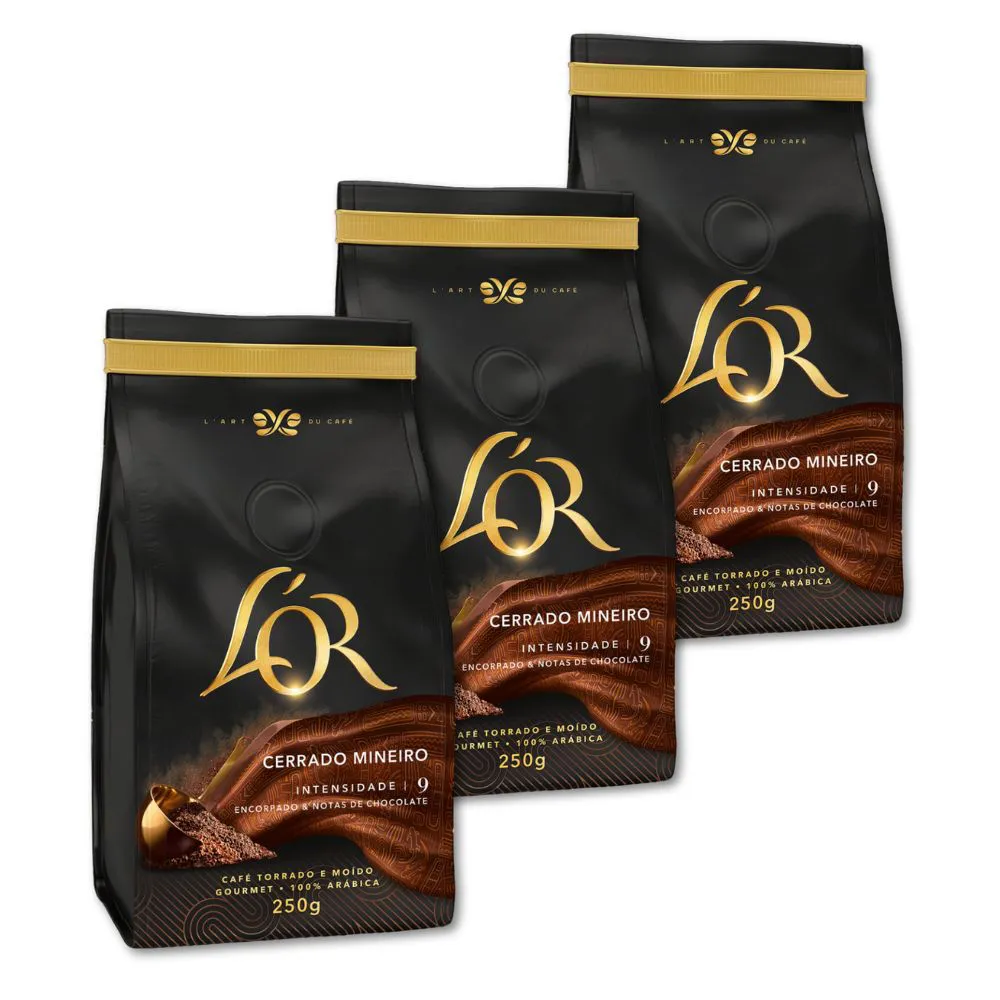 L'ART DU CAFÉ
L'OR
CERRADO MINEIRO
INTENSIDADE | 9
ENCORPADO & NOTAS DE CHOCOLATE
CAFÉ TORRADO E MOÍDO
GOURMET • 100% ARÁBICA
250g
L'ART DU CAFÉ
L'OR
CERRADO MINEIRO
INTENSIDADE | 9
ENCORPADO & NOTAS DE CHOCOLATE
AFÉ TORRADO E MOÍDO
OURMET • 100% ARÁBICA
250g
L'ART DU CAFÉ
L'OR
CERRADO MINEIRO
INTENSIDADE | 9
ENCORPADO & NOTAS DE CHOCOLATE
CAFÉ TORRADO E MOÍDO
GOURMET • 100% ARÁBICA
250g